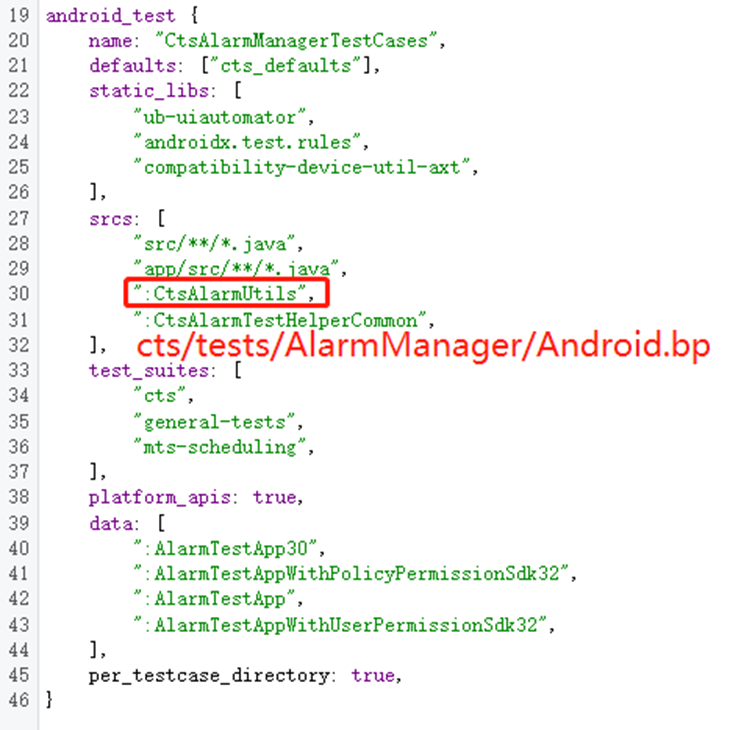 19 android_test {
20 name: "CtsAlarmManagerTestCases",
21 defaults: ["cts_defaults"],
22 static_libs: [
23 "ub-uiautomator",
24 "androidx.test.rules",
25 "compatibility-device-util-axt",
26 ],
27 srcs: [
28 "src/**/*.java",
29 "app/src/**/*.java",
30 ":CtsAlarmUtils",
31 ":CtsAlarmTestHelperCommon",
32 ],
cts/tests/AlarmManager/Android.bp
33 test_suites: [
34 "cts",
35 "general-tests",
36 "mts-scheduling",
37 ],
38 platform_apis: true,
39 data: [
40 ":AlarmTestApp30",
41 ":AlarmTestAppWithPolicyPermissionSdk32",
42 ":AlarmTestApp",
43 ":AlarmTestAppWithUserPermissionSdk32",
44 ],
45 per_testcase_directory: true,
46 }